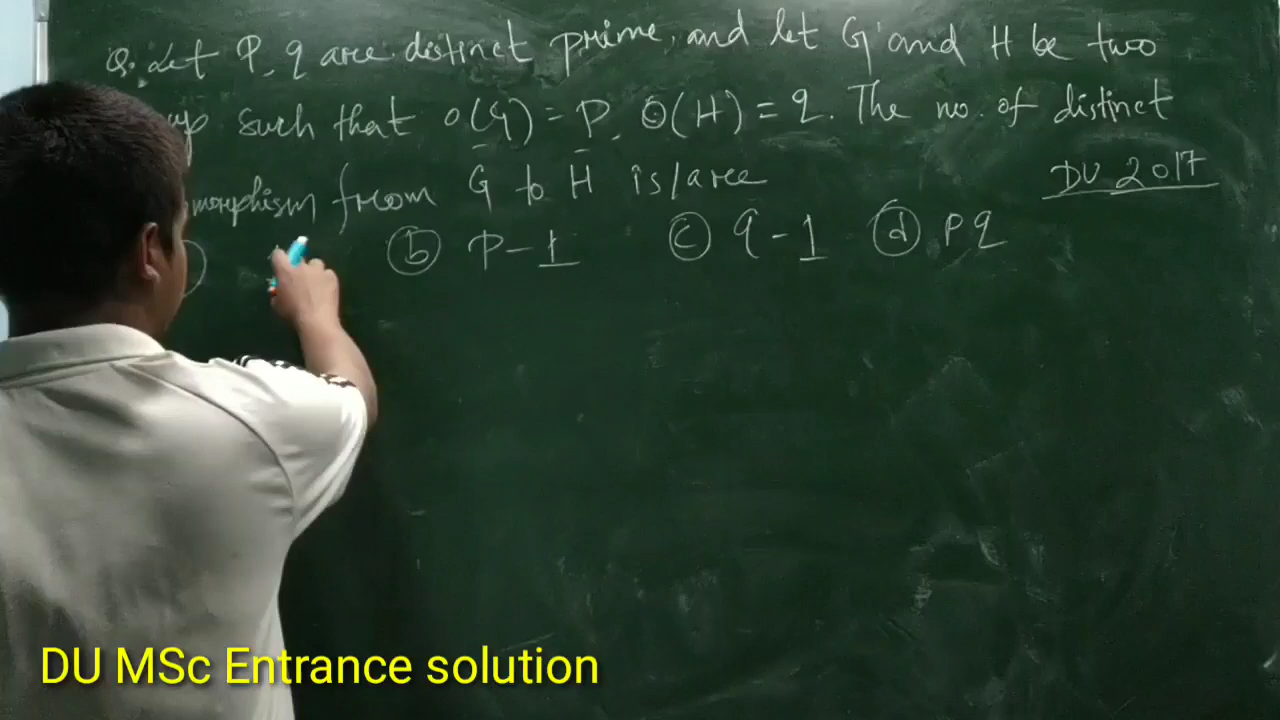 Q. Let P, q are distinct prime, and let G and H be two
such that o(G) = P, O(H) = q. The no. of distinct
morphism from G to H is/are
DU 2017
(b) P-1 (c) q-1 (d) pq
DU MSc Entrance solution